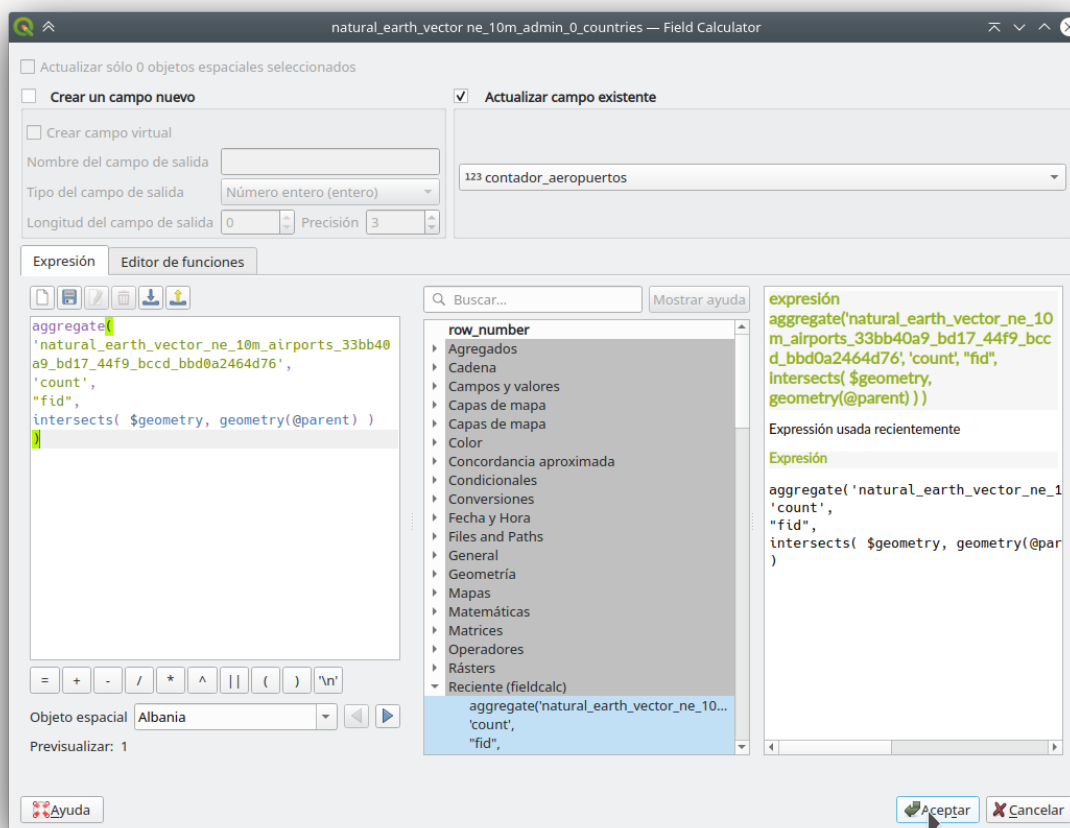 natural_earth_vector ne_10m_admin_0_countries — Field Calculator
Actualizar sólo 0 objetos espaciales seleccionados
Crear un campo nuevo
Crear campo virtual
Nombre del campo de salida
Tipo del campo de salida Número entero (entero)
Longitud del campo de salida 0 Precisión 3
Actualizar campo existente
123 contador_aeropuertos
Expresión Editor de funciones
aggregate(
'natural_earth_vector_ne_10m_airports_33bb40
a9_bd17_44f9_bccd_bbd0a2464d76',
'count',
"fid",
intersects( $geometry, geometry(@parent) )
)
= + - / * ^ || ( ) '\n'
Objeto espacial Albania
Previsualizar: 1
Buscar... Mostrar ayuda
row_number
Agregados
Cadena
Campos y valores
Capas de mapa
Capas de mapa
Color
Concordancia aproximada
Condicionales
Conversiones
Fecha y Hora
Files and Paths
General
Geometría
Mapas
Matemáticas
Matrices
Operadores
Rásters
Reciente (fieldcalc)
aggregate('natural_earth_vector_ne_10...
'count',
"fid",
expresión
aggregate('natural_earth_vector_ne_10
m_airports_33bb40a9_bd17_44f9_bcc
d_bbd0a2464d76', 'count', "fid",
intersects( $geometry,
geometry(@parent) ) )
Expressión usada recientemente
Expresión
aggregate('natural_earth_vector_ne_1
'count',
"fid",
intersects( $geometry, geometry(@par
)
Ayuda Aceptar Cancelar